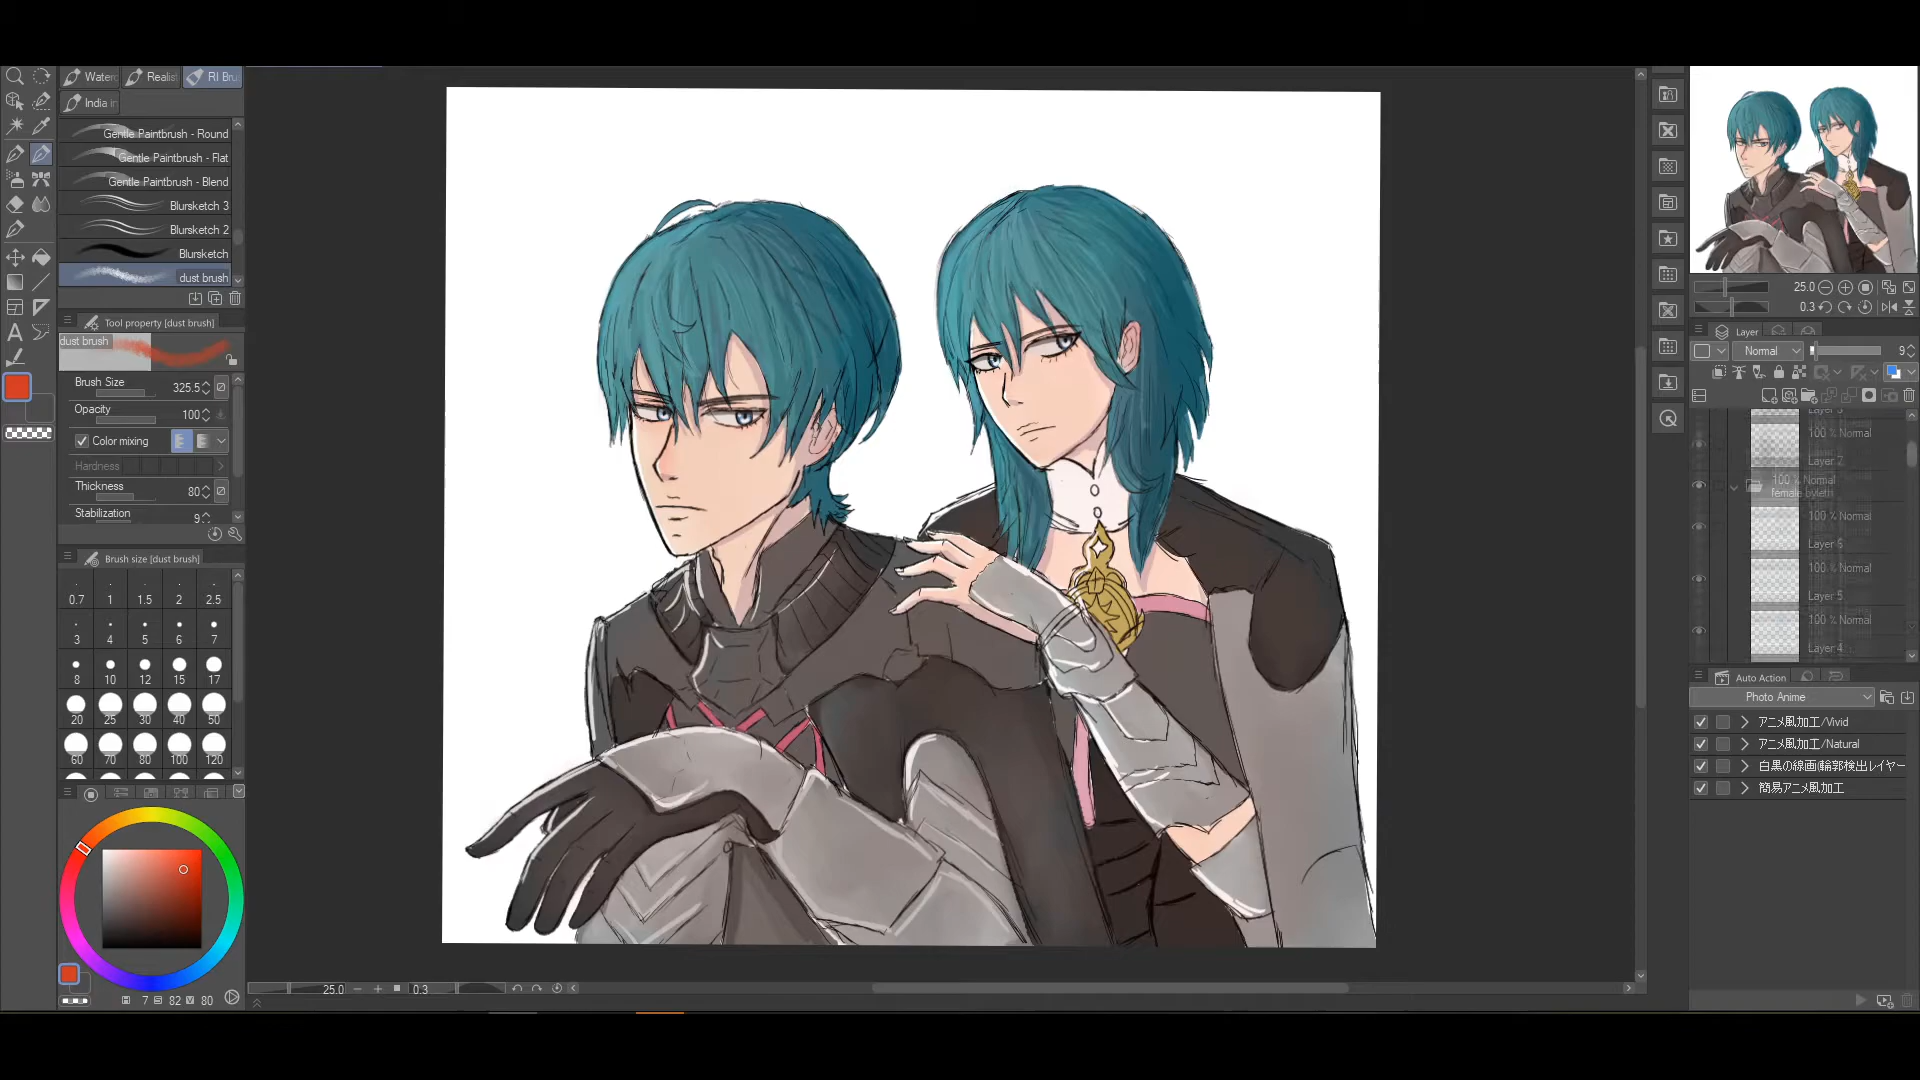 Realist
RI Bru
India in
Gentle Paintbrush - Round
Gentle Paintbrush - Flat
Gentle Paintbrush - Blend
Blursketch 3
Blursketch 2
Blursketch
dust brush
Tool property [dust brush]
dust brush
Brush Size 325.5
Opacity 100
Color mixing
Hardness
Thickness 80
Stabilization 9
Brush size [dust brush]
0.7 1 1.5 2 2.5
3 4 5 6 7
8 10 12 15 17
20 25 30 40 50
60 70 80 100 120
7 82 80
25.0 0.3
25.0
0.3
Layer
Normal 9
100 % Normal
Layer 7
100 % Normal
female byleth
100 % Normal
Layer 6
100 % Normal
Layer 5
100 % Normal
Layer 4
Auto Action
Photo Anime
アニメ風加工/Vivid
アニメ風加工/Natural
白黒の線画(輪郭検出レイヤー
簡易アニメ風加工